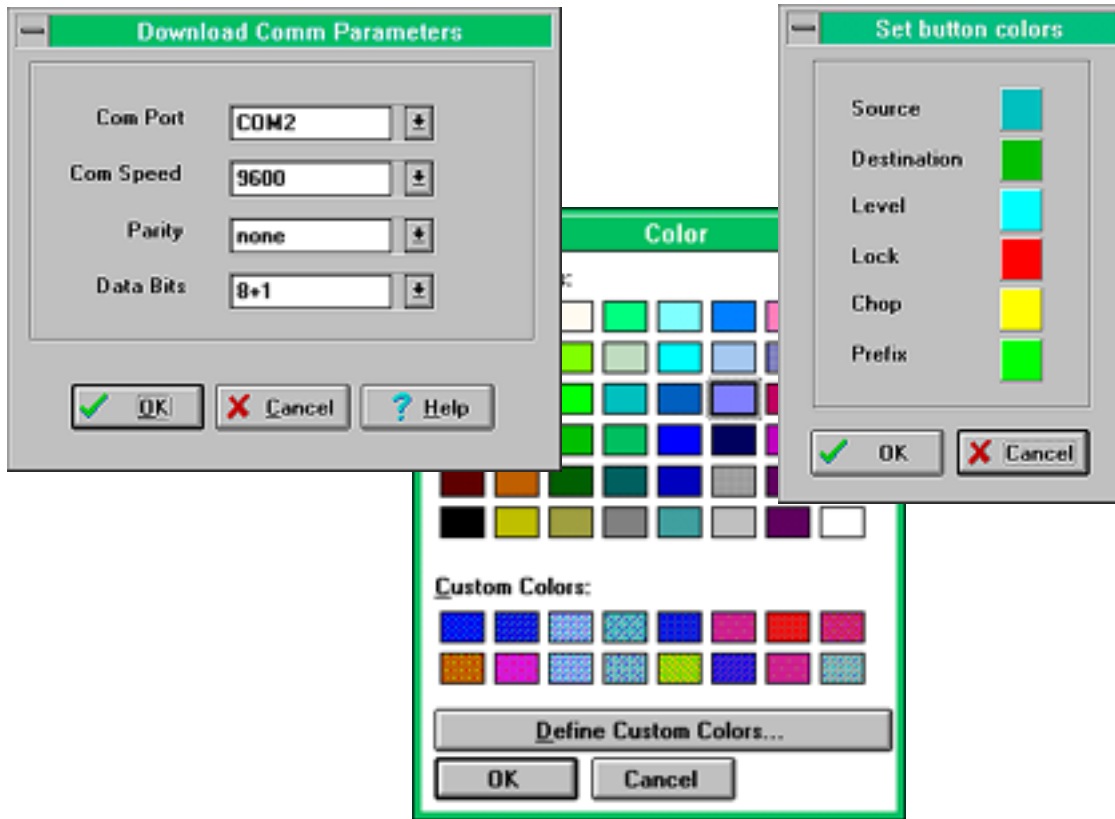 Download Comm Parameters
Com Port COM2
Com Speed 9600
Parity none
Data Bits 8+1
OK Cancel Help
Set button colors
Source
Destination
Level
Lock
Chop
Prefix
OK Cancel
Color
Custom Colors:
Define Custom Colors...
OK Cancel